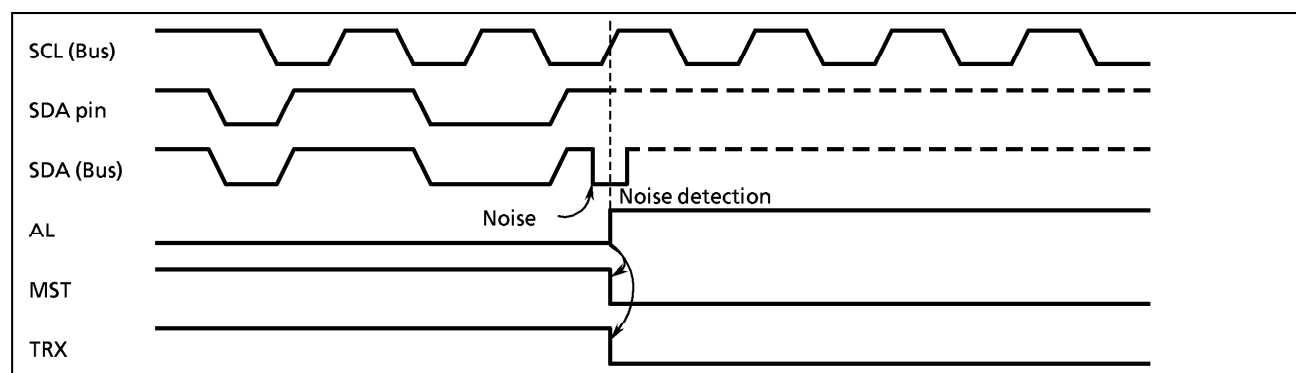 SCL (Bus)
SDA pin
SDA (Bus)
Noise detection
Noise
AL
MST
TRX